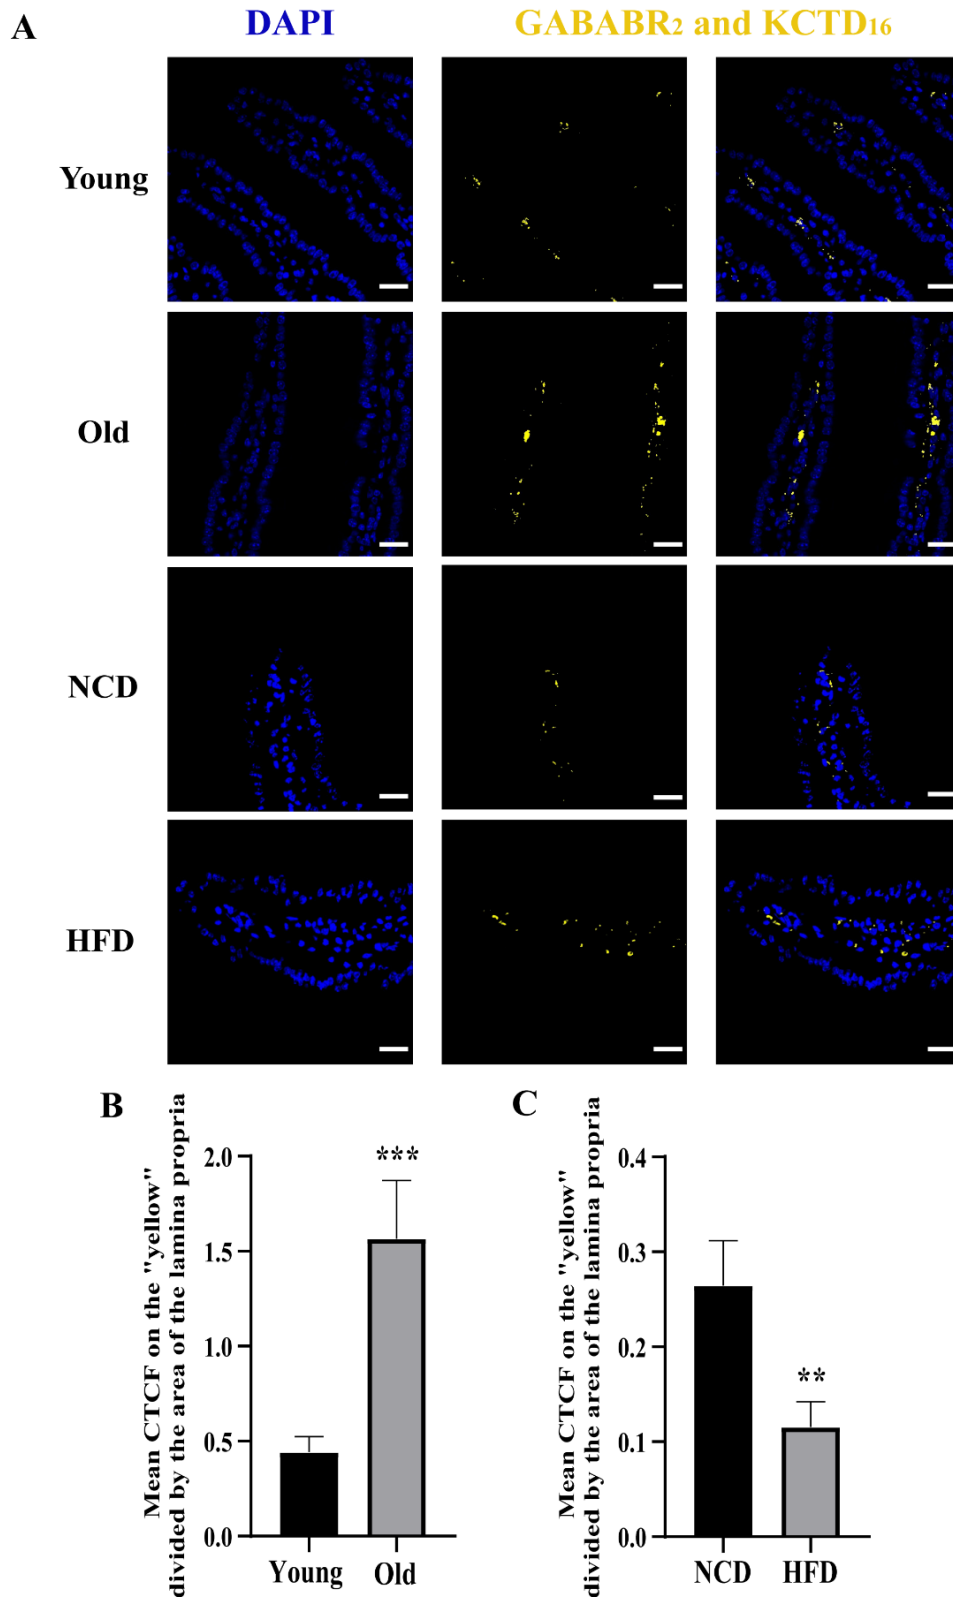 A
DAPI
GABABR₂ and KCTD₁₆
Young
Old
NCD
HFD
B
Mean CTCF on the "yellow"
divided by the area of the lamina propria
2.0
1.5
1.0
0.5
0.0
***
Young
Old
C
Mean CTCF on the "yellow"
divided by the area of the lamina propria
0.4
0.3
0.2
0.1
0.0
**
NCD
HFD